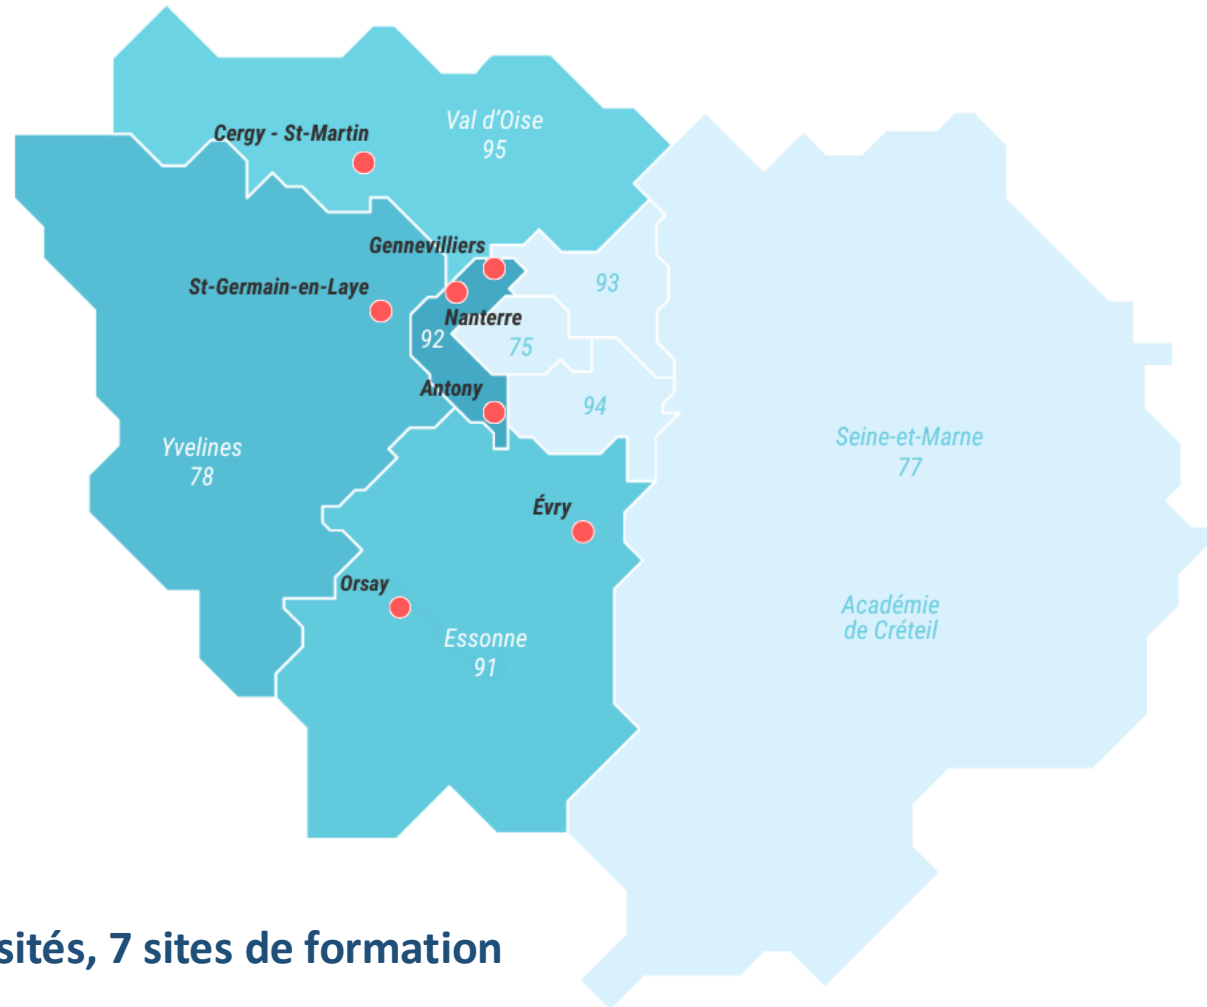 Val d'Oise
95
Cergy - St-Martin
Gennevilliers
93
St-Germain-en-Laye
Nanterre
92
75
Antony
94
Seine-et-Marne
77
Yvelines
78
Évry
Orsay
Académie
de Créteil
Essonne
91
sités, 7 sites de formation